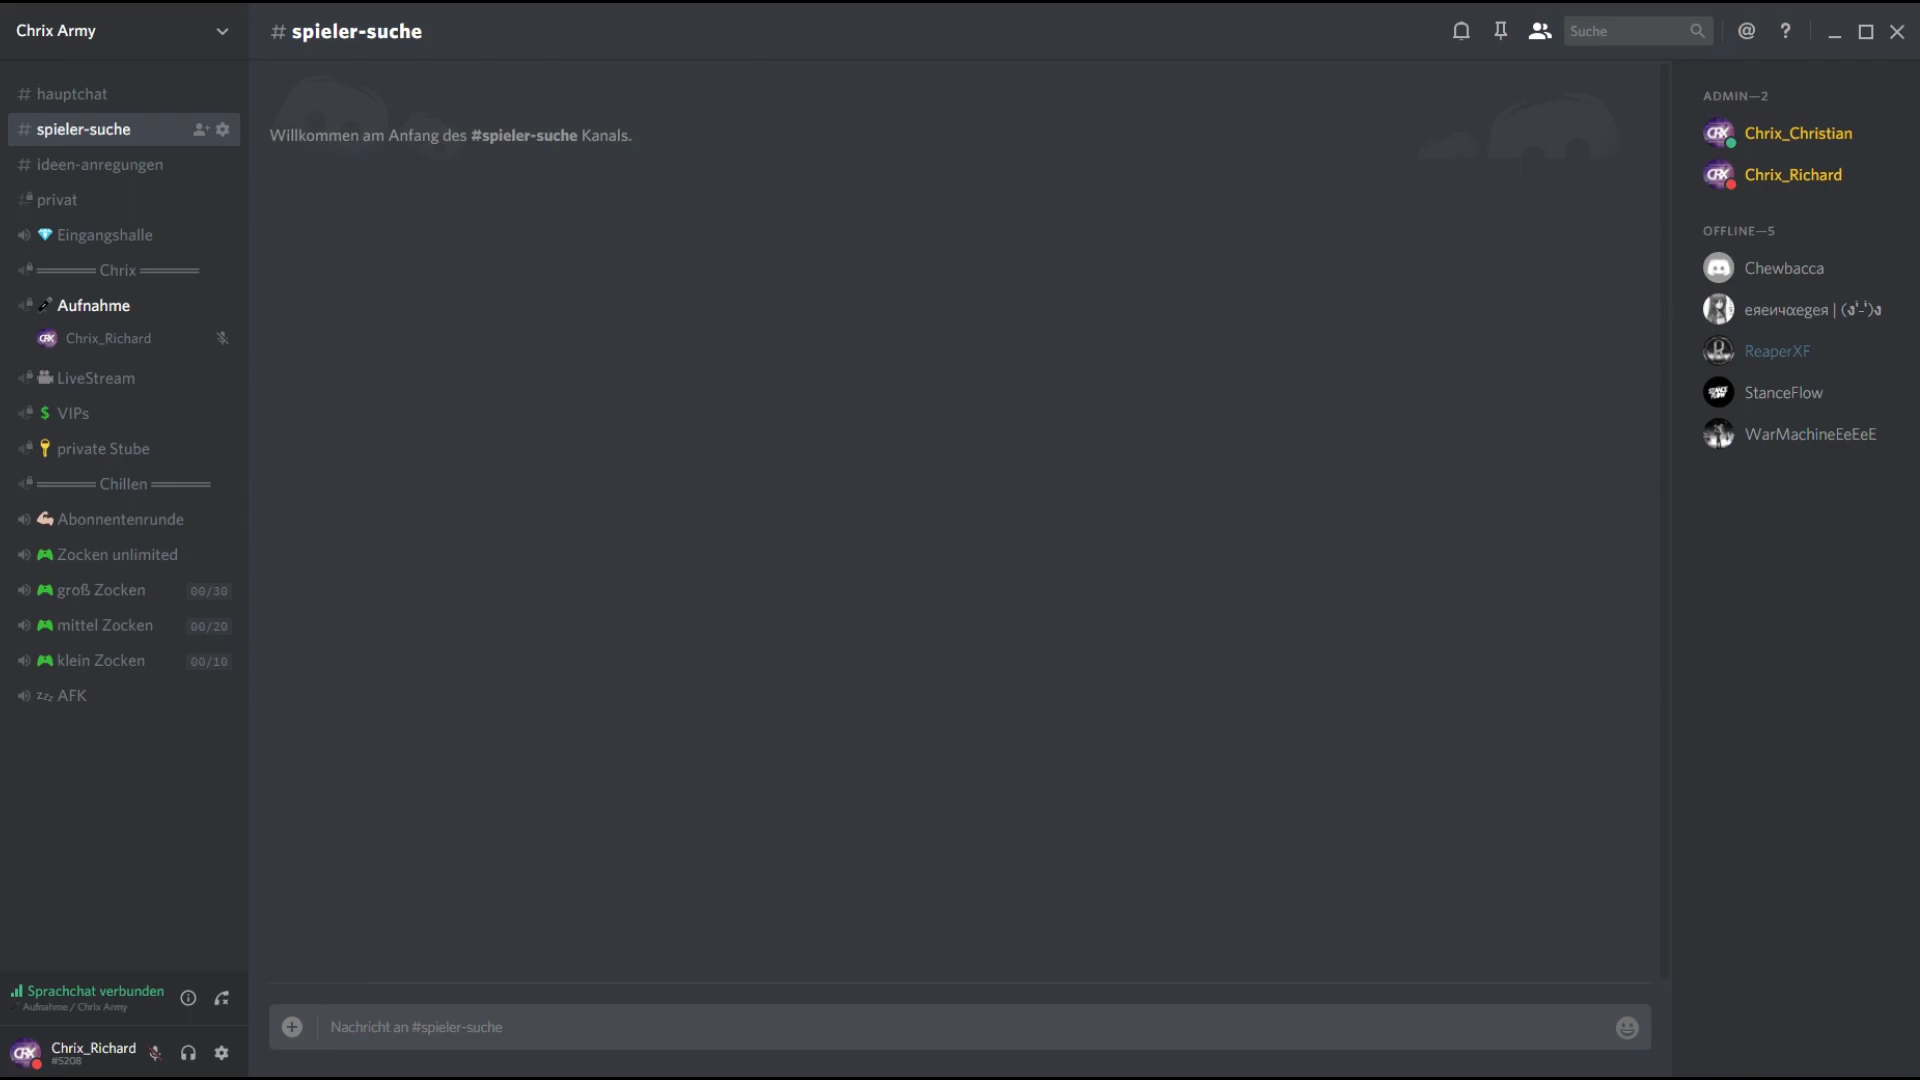 Chrix Army
# spieler-suche
Suche
# hauptchat
# spieler-suche
# ideen-anregungen
privat
Eingangshalle
══════ Chrix ══════
Aufnahme
Chrix_Richard
LiveStream
VIPs
private Stube
══════ Chillen ══════
Abonnentenrunde
Zocken unlimited
groß Zocken 00/30
mittel Zocken 00/20
klein Zocken 00/10
AFK
Sprachchat verbunden
Aufnahme / Chrix Army
Chrix_Richard
#5208
Willkommen am Anfang des #spieler-suche Kanals.
Nachricht an #spieler-suche
ADMIN—2
Chrix_Christian
Chrix_Richard
OFFLINE—5
Chewbacca
ReaperXF
StanceFlow
WarMachineEeEeE